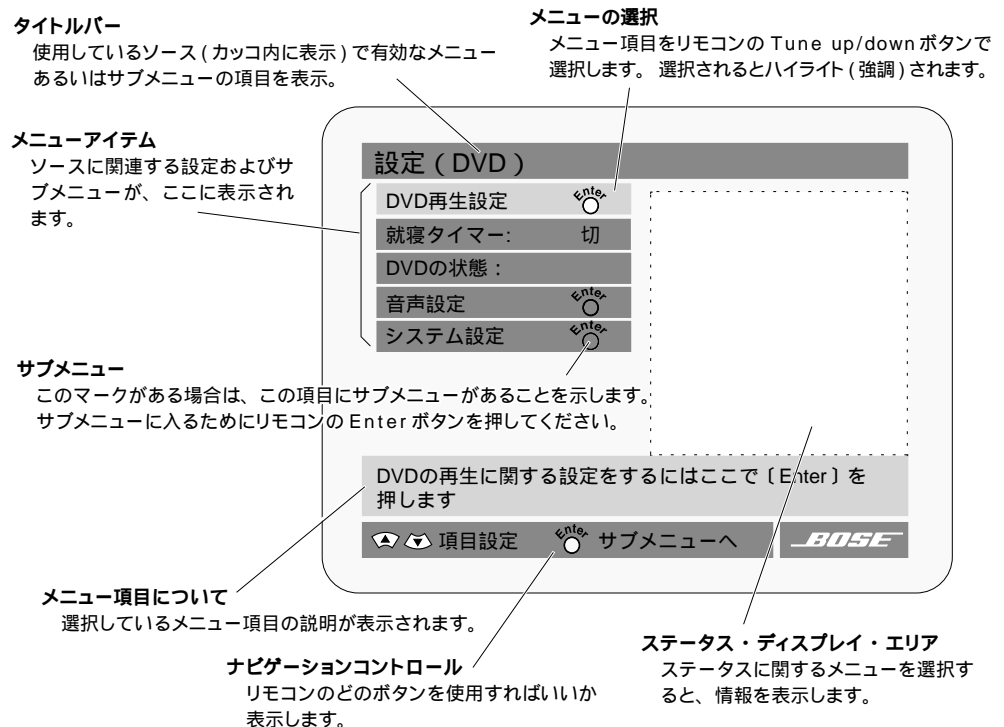 タイトルバー
使用しているソース ( カッコ内に表示 ) で有効なメニュー
あるいはサブメニューの項目を表示。
メニューの選択
メニュー項目をリモコンの Tune up/down ボタンで
選択します。 選択されるとハイライト ( 強調 ) されます。
メニューアイテム
ソースに関連する設定およびサ
ブメニューが、ここに表示され
ます。
設定 ( DVD )
DVD再生設定 Enter
就寝タイマー: 切
DVDの状態 :
音声設定 Enter
システム設定 Enter
サブメニュー
このマークがある場合は、この項目にサブメニューがあることを示します。
サブメニューに入るためにリモコンの Enter ボタンを押してください。
DVDの再生に関する設定をするにはここで〔 Enter 〕を
押します
項目設定 Enter サブメニューへ BOSE
メニュー項目について
選択しているメニュー項目の説明が表示されます。
ナビゲーションコントロール
リモコンのどのボタンを使用すればいいか
表示します。
ステータス・ディスプレイ・エリア
ステータスに関するメニューを選択す
ると、情報を表示します。